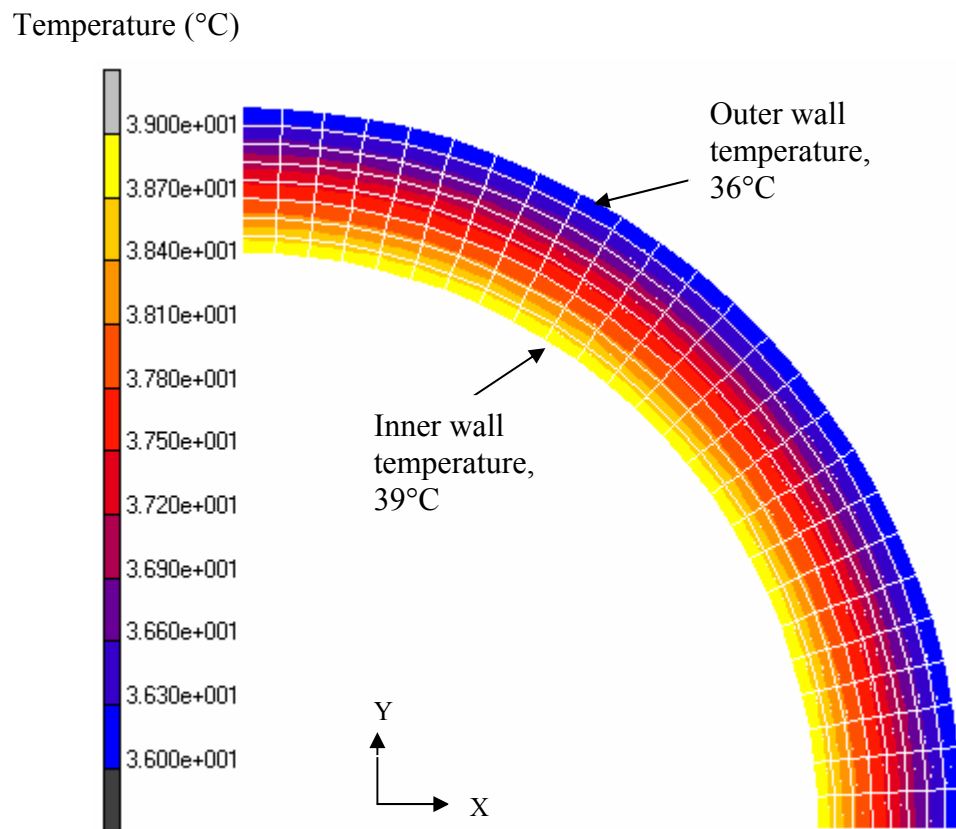 Temperature (°C)
3.900e+001
3.870e+001
3.840e+001
3.810e+001
3.780e+001
3.750e+001
3.720e+001
3.690e+001
3.660e+001
3.630e+001
3.600e+001
Outer wall
temperature,
36°C
Inner wall
temperature,
39°C
Y
X